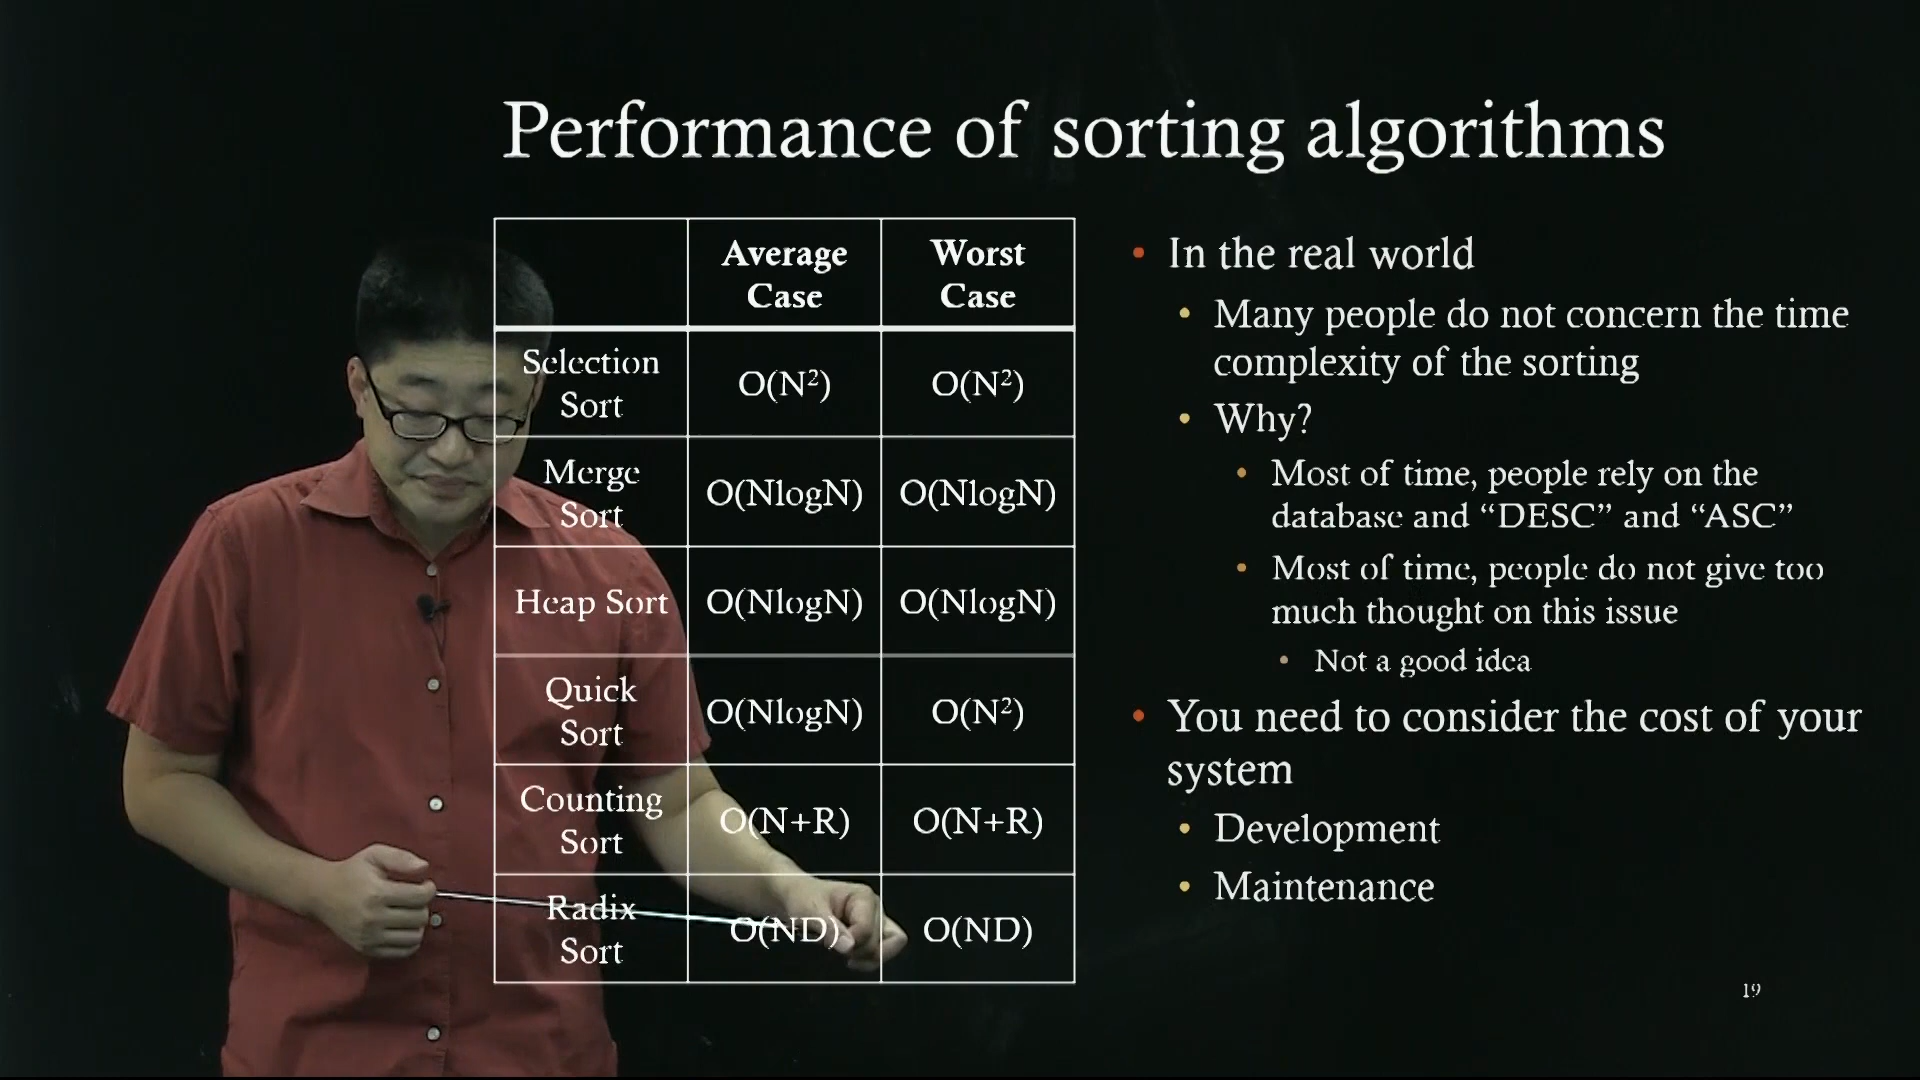 Performance of sorting algorithms
Average
Case
Worst
Case
Selection
Sort
O(N²)
O(N²)
Merge
Sort
O(NlogN)
O(NlogN)
Heap Sort
O(NlogN)
O(NlogN)
Quick
Sort
O(NlogN)
O(N²)
Counting
Sort
O(N+R)
O(N+R)
Radix
Sort
O(ND)
O(ND)
• In the real world
• Many people do not concern the time
complexity of the sorting
• Why?
• Most of time, people rely on the
database and “DESC” and “ASC”
• Most of time, people do not give too
much thought on this issue
• Not a good idea
• You need to consider the cost of your
system
• Development
• Maintenance
19